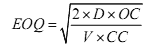 EOQ = √(2 × D × OC / V × CC)